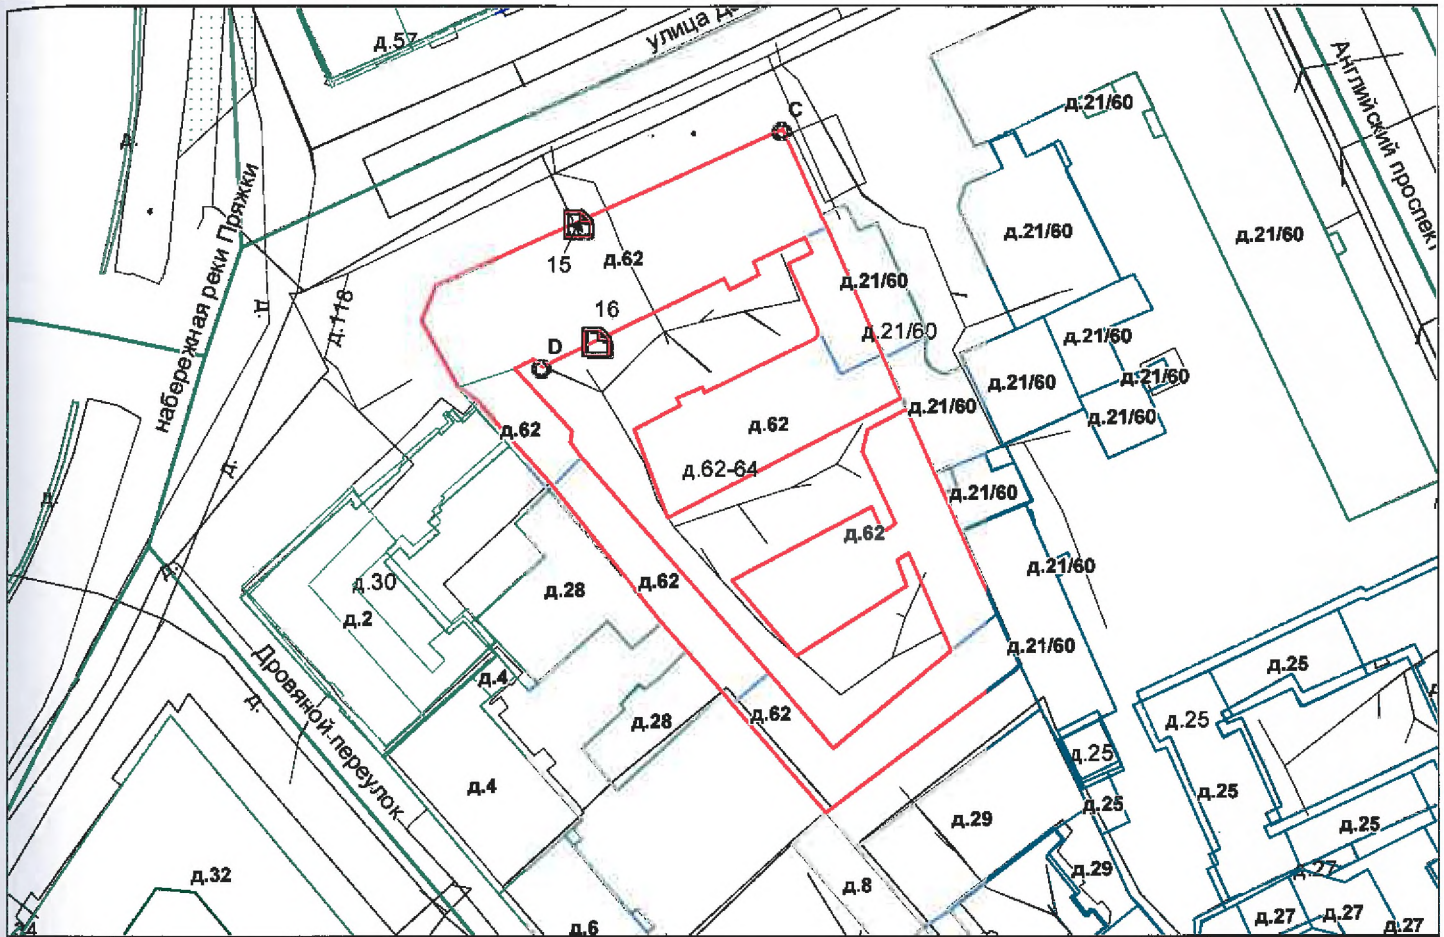 д.57
улица
Английский проспект
д.21/60
C
д.
набережная реки Пряжки
д.21/60
д.21/60
15
д.62
д.21/60
д.
д.118
16
д.21/60
д.21/60
D
д.21/60
д.21/60
д.21/60
д.21/60
д.62
д.62
д.
д.62-64
д.
д.21/60
д.62
д.
д.30
д.28
д.62
д.21/60
д.2
д.21/60
Дровяной переулок
д.4
д.25
д.
д.28
д.62
д.25
д.25
д.4
д.25
д.25
д.29
д.25
д.32
д.8
д.29
д.27
д.6
д.27
д.27
д.27